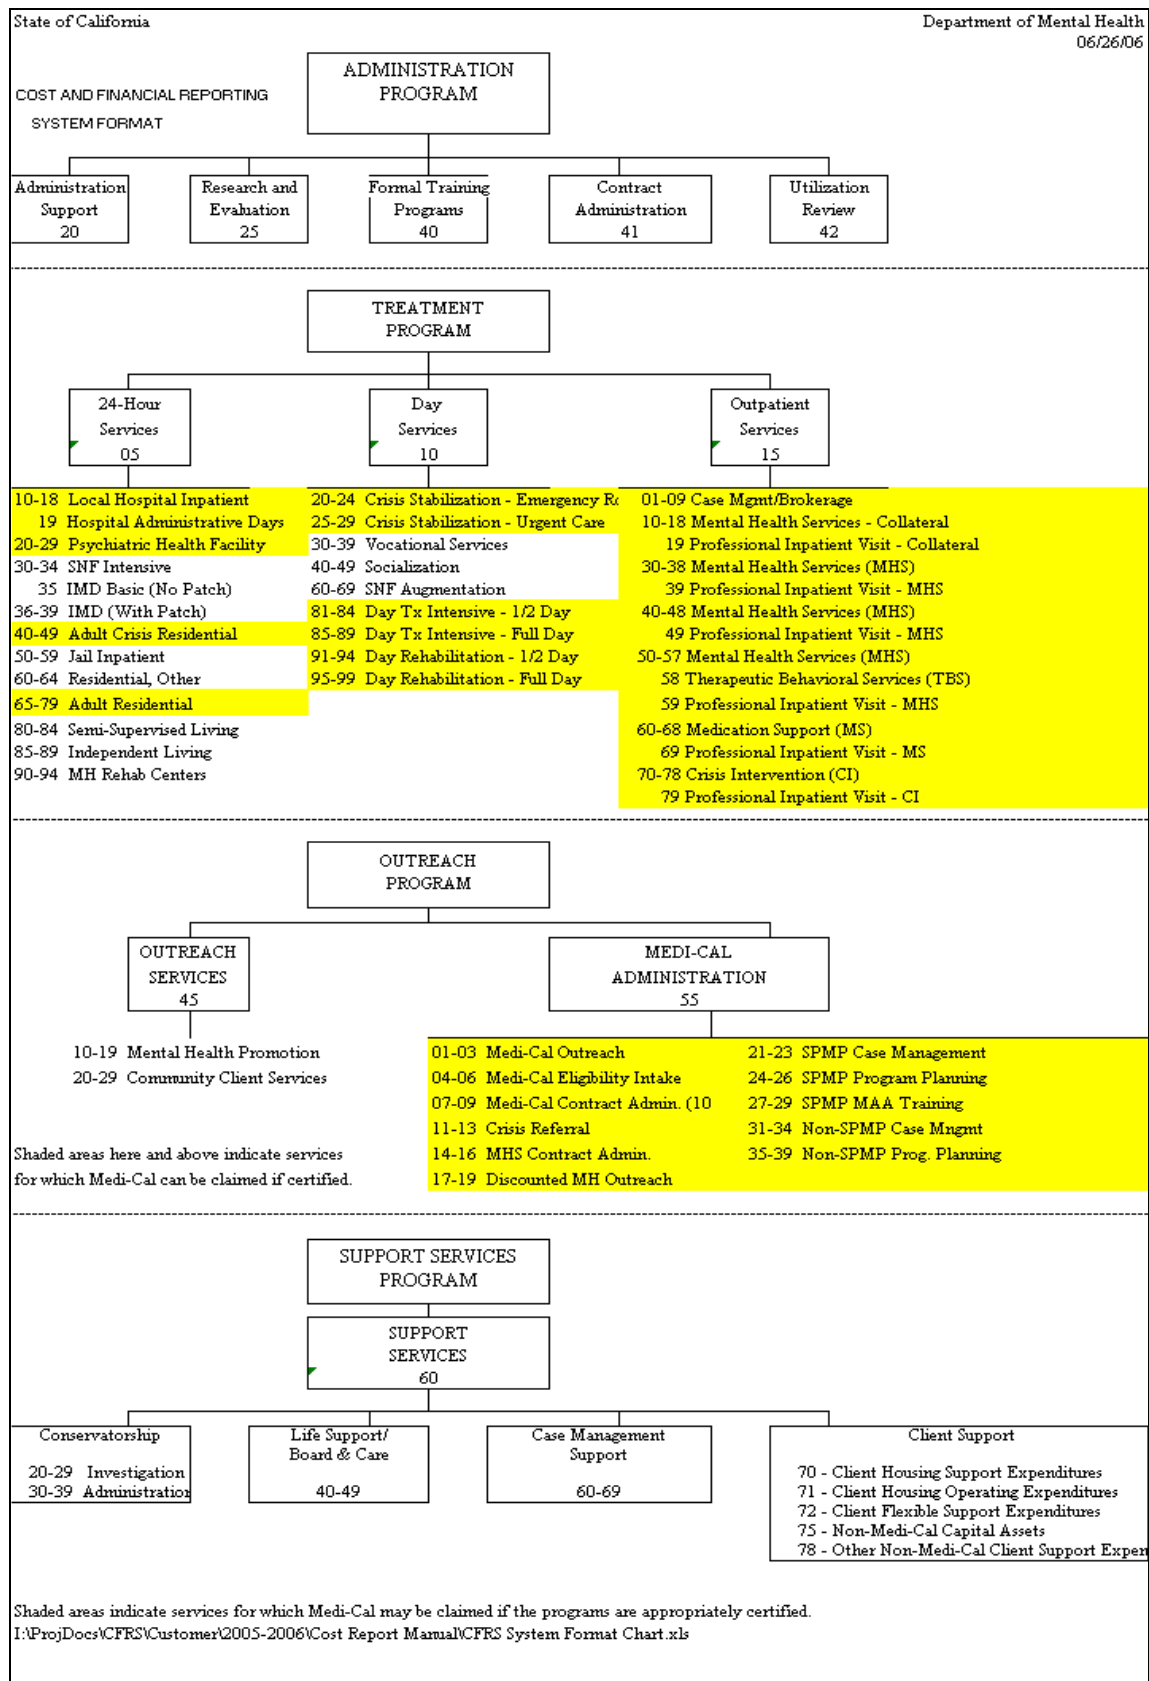 State of California
Department of Mental Health
06/26/06
COST AND FINANCIAL REPORTING
SYSTEM FORMAT
ADMINISTRATION
PROGRAM
Administration
Support
20
Research and
Evaluation
25
Formal Training
Programs
40
Contract
Administration
41
Utilization
Review
42
TREATMENT
PROGRAM
24-Hour
Services
05
Day
Services
10
Outpatient
Services
15
10-18 Local Hospital Inpatient
19 Hospital Administrative Days
20-29 Psychiatric Health Facility
30-34 SNF Intensive
35 IMD Basic (No Patch)
36-39 IMD (With Patch)
40-49 Adult Crisis Residential
50-59 Jail Inpatient
60-64 Residential, Other
65-79 Adult Residential
80-84 Semi-Supervised Living
85-89 Independent Living
90-94 MH Rehab Centers
20-24 Crisis Stabilization - Emergency Ro
25-29 Crisis Stabilization - Urgent Care
30-39 Vocational Services
40-49 Socialization
60-69 SNF Augmentation
81-84 Day Tx Intensive - 1/2 Day
85-89 Day Tx Intensive - Full Day
91-94 Day Rehabilitation - 1/2 Day
95-99 Day Rehabilitation - Full Day
01-09 Case Mgmt/Brokerage
10-18 Mental Health Services - Collateral
19 Professional Inpatient Visit - Collateral
30-38 Mental Health Services (MHS)
39 Professional Inpatient Visit - MHS
40-48 Mental Health Services (MHS)
49 Professional Inpatient Visit - MHS
50-57 Mental Health Services (MHS)
58 Therapeutic Behavioral Services (TBS)
59 Professional Inpatient Visit - MHS
60-68 Medication Support (MS)
69 Professional Inpatient Visit - MS
70-78 Crisis Intervention (CI)
79 Professional Inpatient Visit - CI
OUTREACH
PROGRAM
OUTREACH
SERVICES
45
MEDI-CAL
ADMINISTRATION
55
10-19 Mental Health Promotion
20-29 Community Client Services
01-03 Medi-Cal Outreach
04-06 Medi-Cal Eligibility Intake
07-09 Medi-Cal Contract Admin. (10
11-13 Crisis Referral
14-16 MHS Contract Admin.
17-19 Discounted MH Outreach
21-23 SPMP Case Management
24-26 SPMP Program Planning
27-29 SPMP MAA Training
31-34 Non-SPMP Case Mngmt
35-39 Non-SPMP Prog. Planning
Shaded areas here and above indicate services
for which Medi-Cal can be claimed if certified.
SUPPORT SERVICES
PROGRAM
SUPPORT
SERVICES
60
Conservatorship
20-29 Investigation
30-39 Administration
Life Support/
Board & Care
40-49
Case Management
Support
60-69
Client Support
70 - Client Housing Support Expenditures
71 - Client Housing Operating Expenditures
72 - Client Flexible Support Expenditures
75 - Non-Medi-Cal Capital Assets
78 - Other Non-Medi-Cal Client Support Expen
Shaded areas indicate services for which Medi-Cal may be claimed if the programs are appropriately certified.
I:\ProjDocs\CFRS\Customer\2005-2006\Cost Report Manual\CFRS System Format Chart.xls